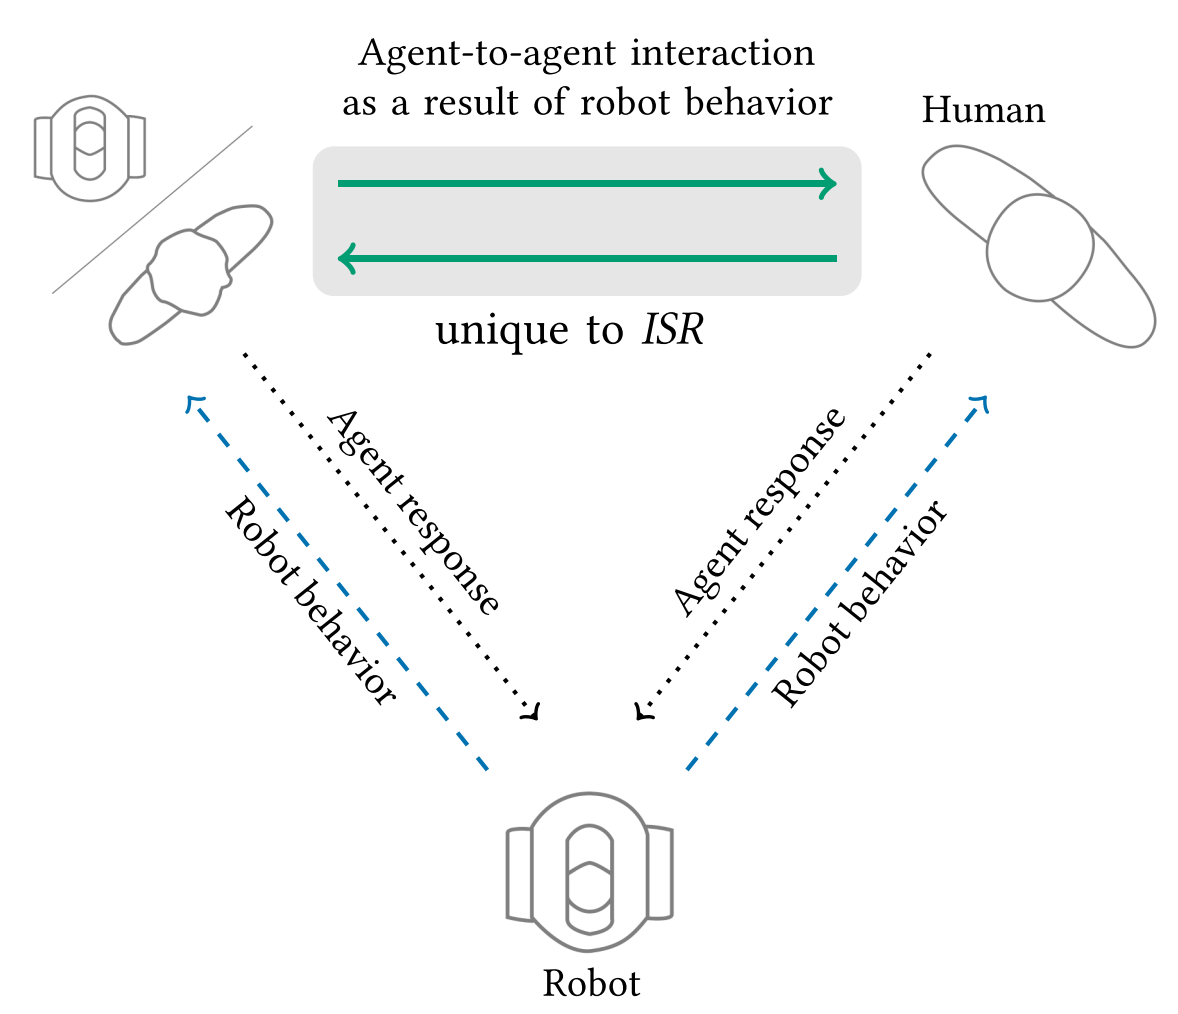 Agent-to-agent interaction
as a result of robot behavior
Human
unique to ISR
Agent response
Robot behavior
Agent response
Robot behavior
Robot